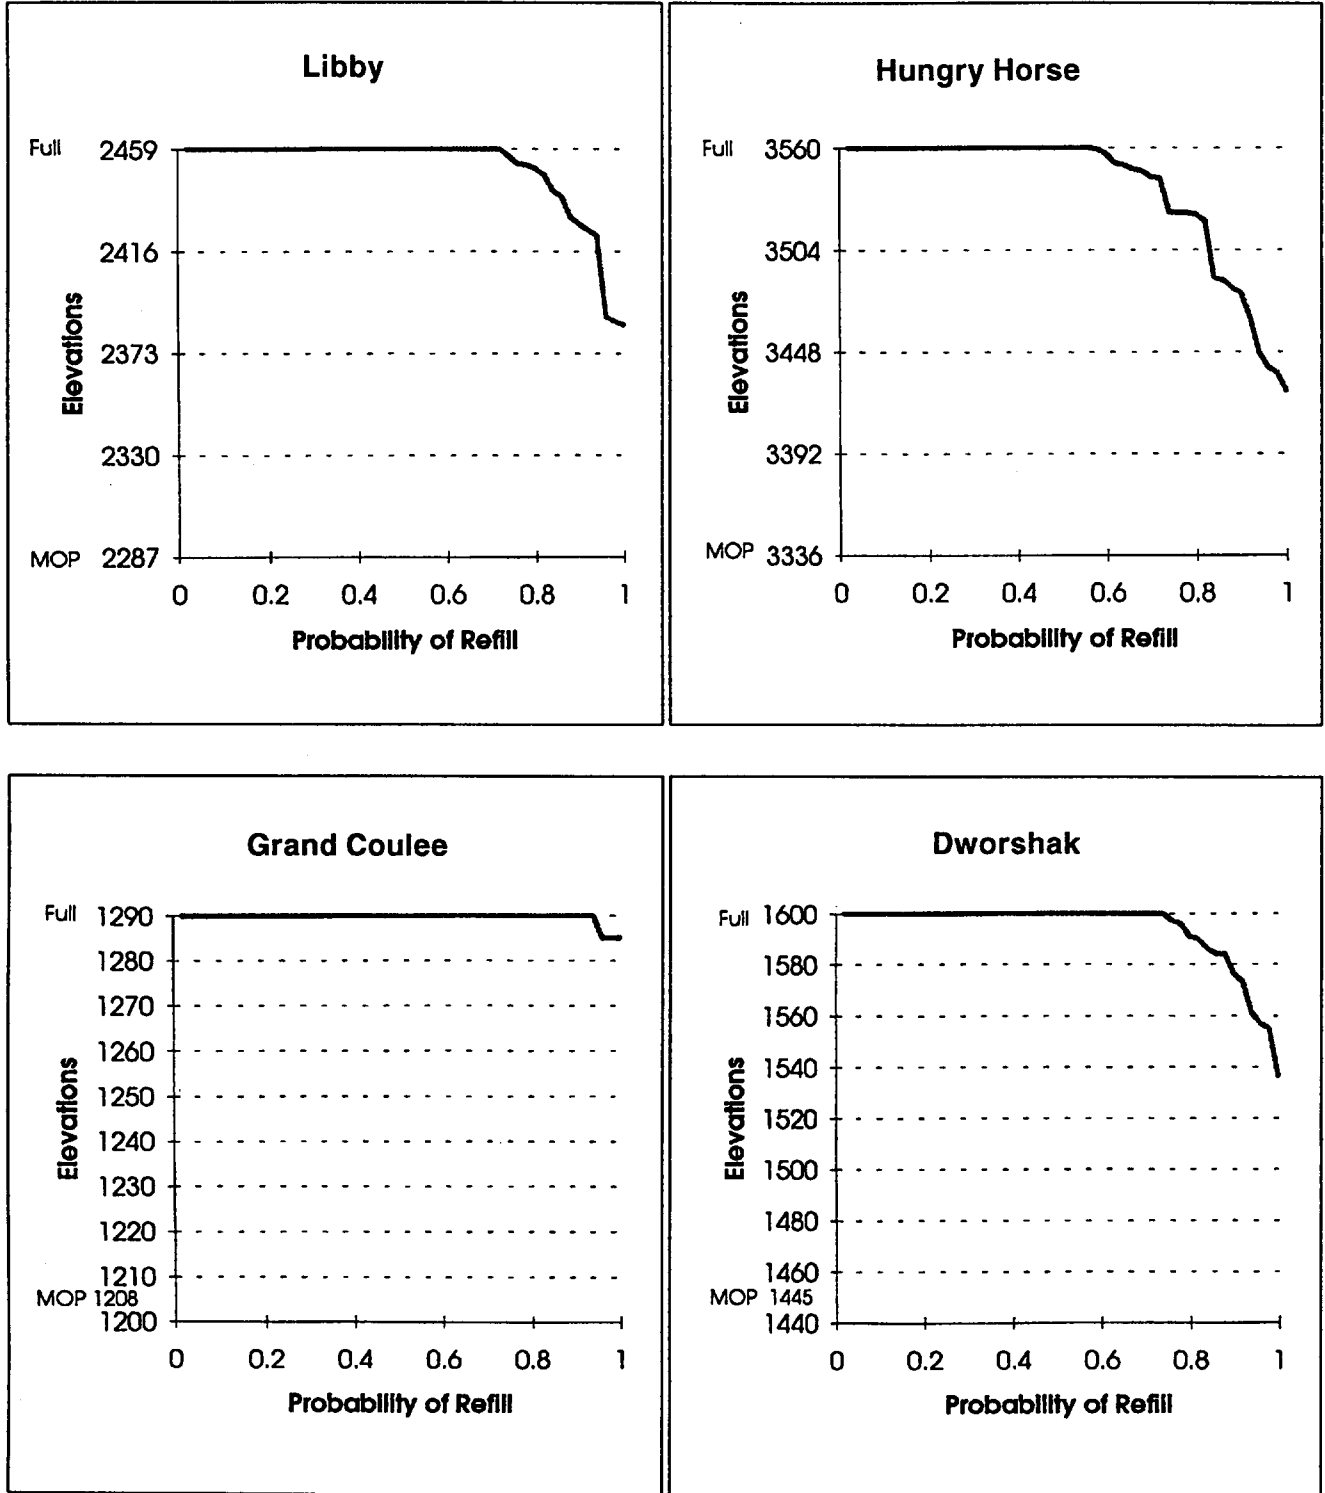 Libby
Full 2459
2416
2373
2330
MOP 2287
Elevations
0 0.2 0.4 0.6 0.8 1
Probability of Refill
Hungry Horse
Full 3560
3504
3448
3392
MOP 3336
Elevations
0 0.2 0.4 0.6 0.8 1
Probability of Refill
Grand Coulee
Full 1290
1280
1270
1260
1250
1240
1230
1220
1210
MOP 1208
1200
Elevations
0 0.2 0.4 0.6 0.8 1
Probability of Refill
Dworshak
Full 1600
1580
1560
1540
1520
1500
1480
1460
MOP 1445
1440
Elevations
0 0.2 0.4 0.6 0.8 1
Probability of Refill